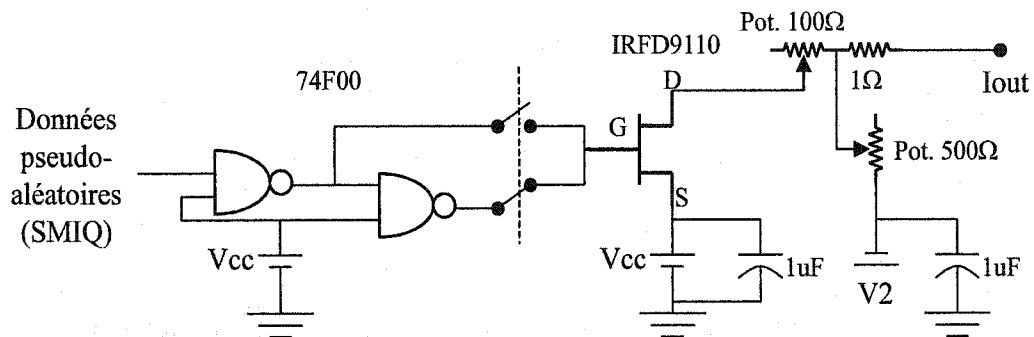 Pot. 100Ω
IRFD9110
74F00
D
1Ω
Iout
Données
pseudo-
aléatoires
(SMIQ)
G
Pot. 500Ω
S
Vcc
Vcc
1uF
V2
1uF